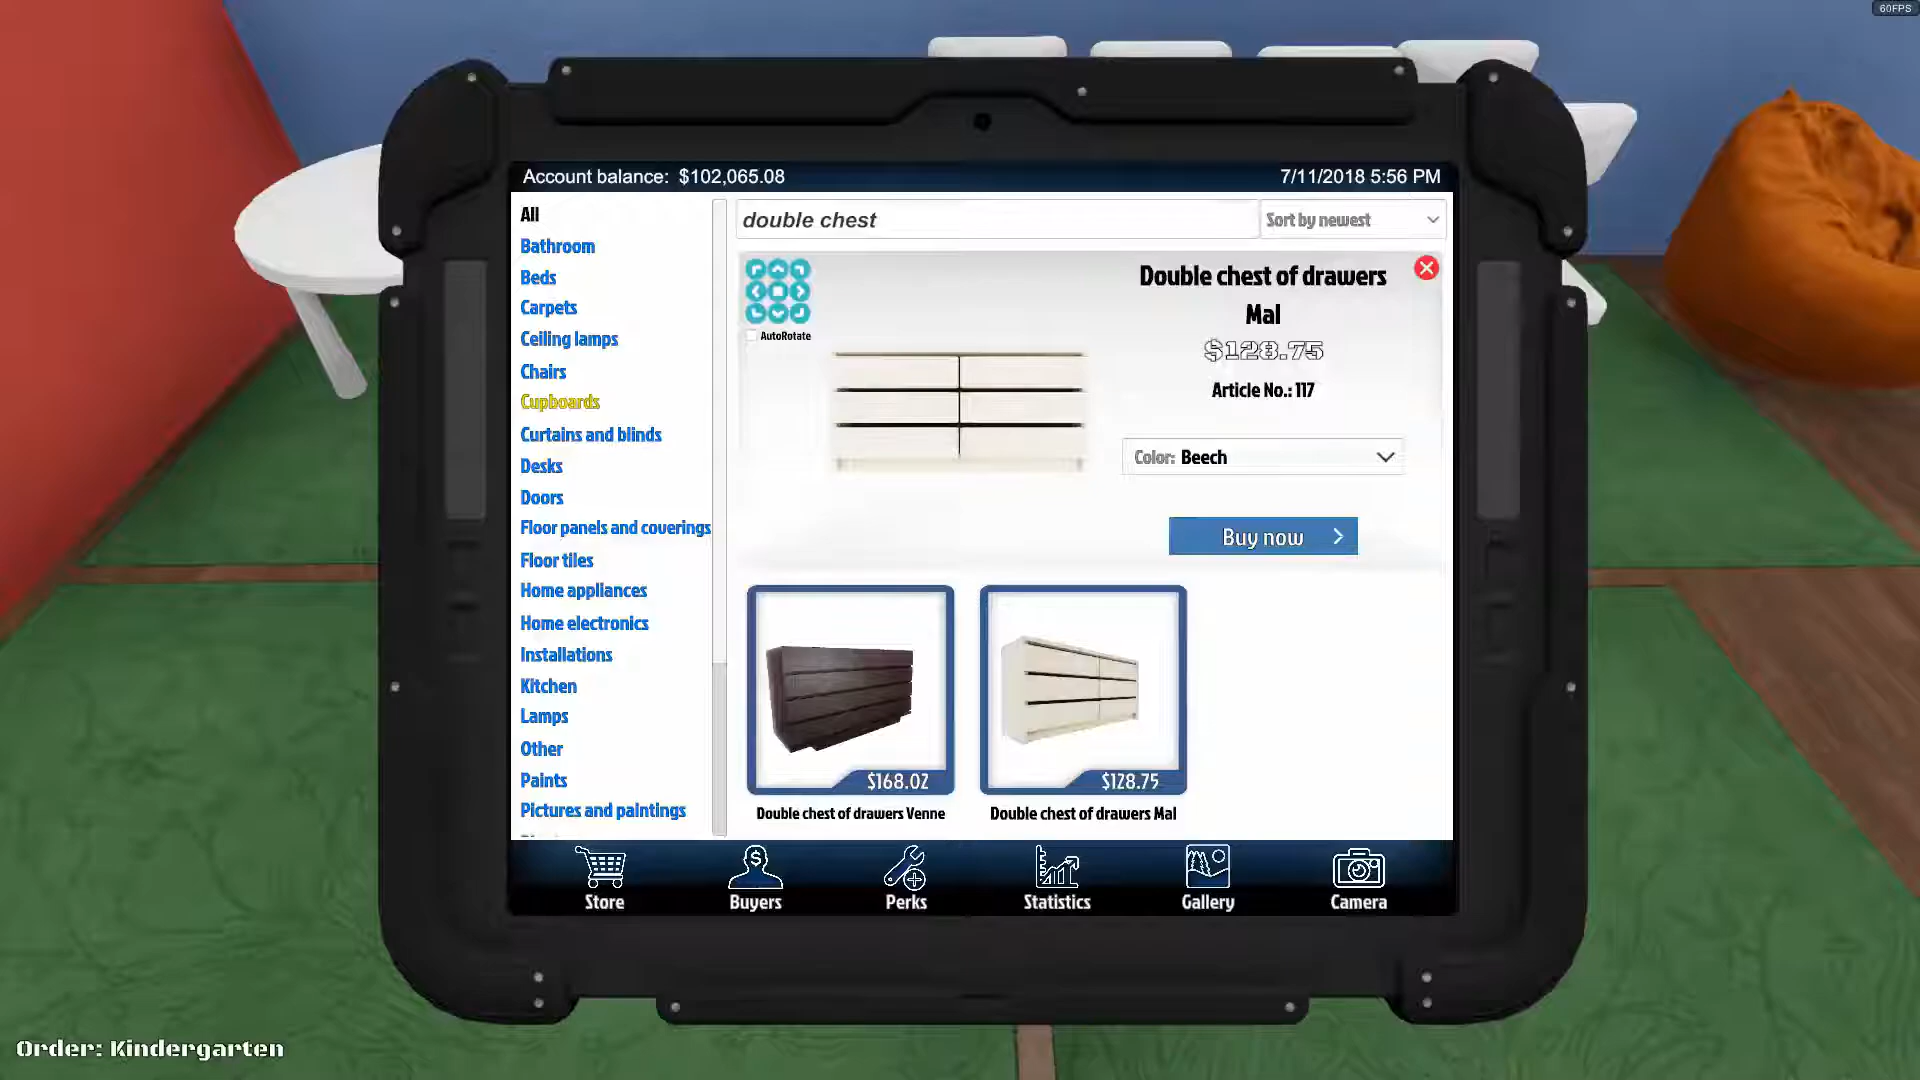 60FPS
Account balance: $102,065.08
7/11/2018 5:56 PM
All
Bathroom
Beds
Carpets
Ceiling lamps
Chairs
Cupboards
Curtains and blinds
Desks
Doors
Floor panels and coverings
Floor tiles
Home appliances
Home electronics
Installations
Kitchen
Lamps
Other
Paints
Pictures and paintings
double chest
Sort by newest
AutoRotate
Double chest of drawers
Mal
$128.75
Article No.: 117
Color: Beech
Buy now
$168.02
Double chest of drawers Venne
$128.75
Double chest of drawers Mal
Store
Buyers
Perks
Statistics
Gallery
Camera
Order: Kindergarten